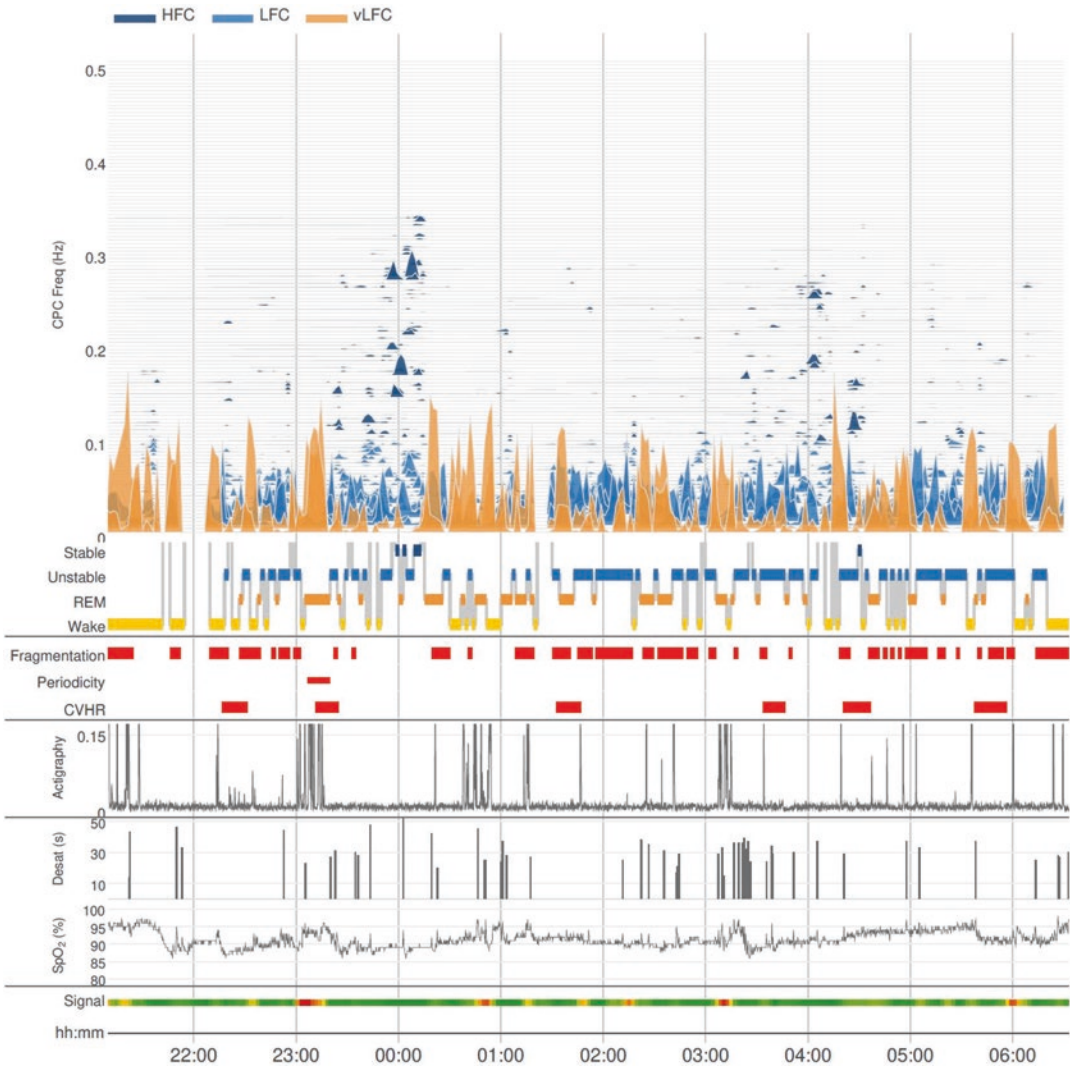 HFC LFC vLFC
0.5
0.4
0.3
0.2
0.1
0
CPC Freq (Hz)
Stable
Unstable
REM
Wake
Fragmentation
Periodicity
CVHR
Actigraphy
0.15
0
Desat (s)
50
30
10
SpO₂ (%)
100
95
90
85
80
Signal
hh:mm
22:00 23:00 00:00 01:00 02:00 03:00 04:00 05:00 06:00